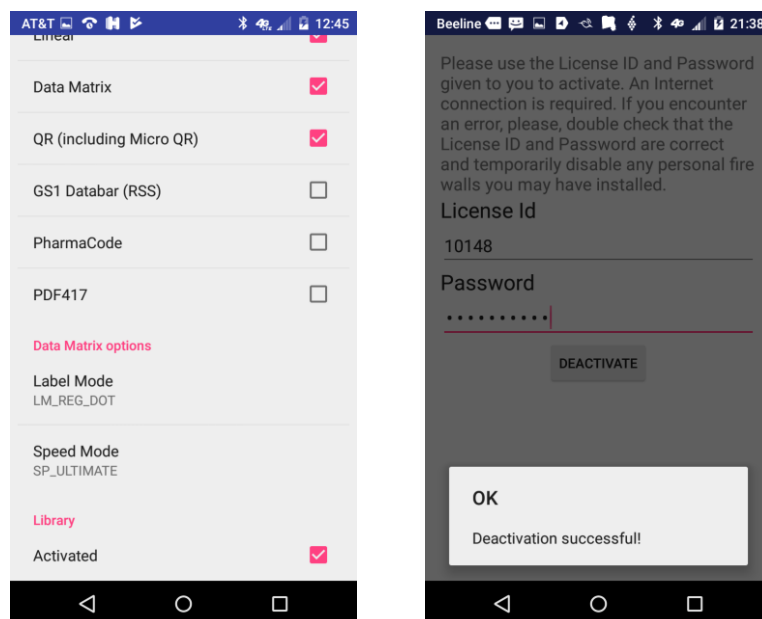 AT&T 12:45
Linear
Data Matrix
QR (including Micro QR)
GS1 Databar (RSS)
PharmaCode
PDF417
Data Matrix options
Label Mode
LM_REG_DOT
Speed Mode
SP_ULTIMATE
Library
Activated
Beeline 4G 21:38
Please use the License ID and Password
given to you to activate. An Internet
connection is required. If you encounter
an error, please, double check that the
License ID and Password are correct
and temporarily disable any personal fire
walls you may have installed.
License Id
10148
Password
••••••••••
DEACTIVATE
OK
Deactivation successful!